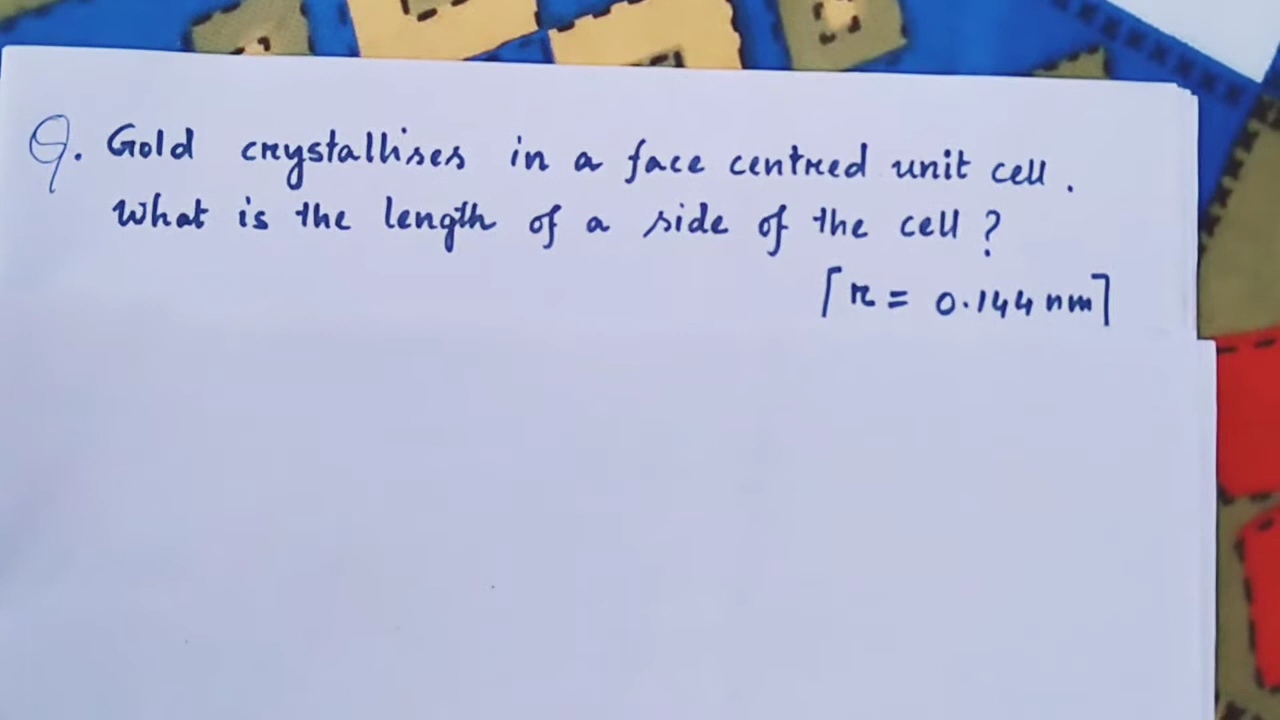 Q. Gold crystallises in a face centred unit cell.
What is the length of a side of the cell?
[r = 0.144 nm]